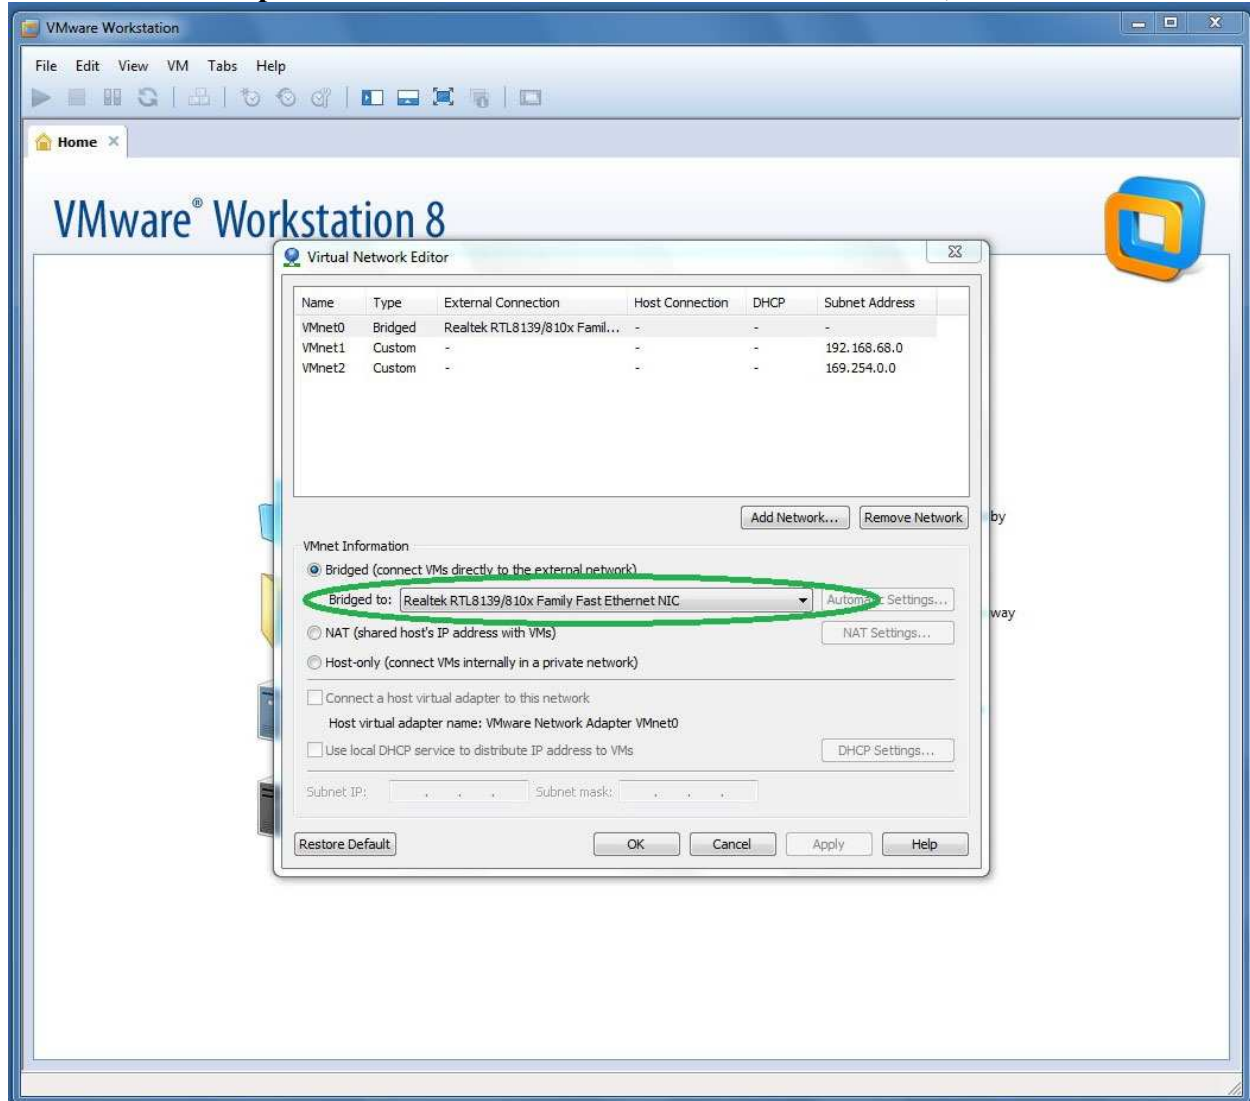 VMware Workstation
File Edit View VM Tabs Help
Home
VMware® Workstation 8
Virtual Network Editor
Name Type External Connection Host Connection DHCP Subnet Address
VMnet0 Bridged Realtek RTL8139/810x Famil... - - -
VMnet1 Custom - - - 192.168.68.0
VMnet2 Custom - - - 169.254.0.0
Add Network... Remove Network
by
VMnet Information
Bridged (connect VMs directly to the external network)
Bridged to: Realtek RTL8139/810x Family Fast Ethernet NIC Automatic Settings...
way
NAT (shared host's IP address with VMs) NAT Settings...
Host-only (connect VMs internally in a private network)
Connect a host virtual adapter to this network
Host virtual adapter name: VMware Network Adapter VMnet0
Use local DHCP service to distribute IP address to VMs DHCP Settings...
Subnet IP: . . . Subnet mask: . . .
Restore Default OK Cancel Apply Help